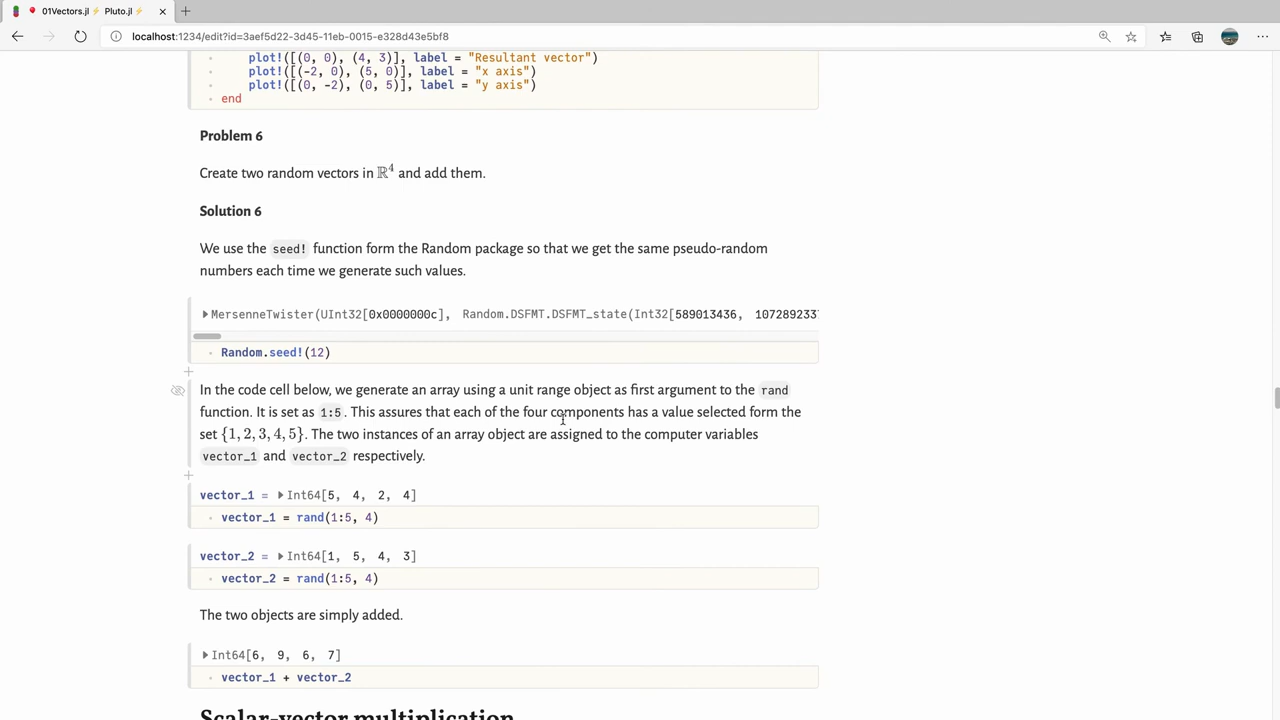 01Vectors.jl ⚡ Pluto.jl ⚡
localhost:1234/edit?id=3aef5d22-3d45-11eb-0015-e328d43e5bf8
plot!([(0, 0), (4, 3)], label = "Resultant vector")
plot!([(-2, 0), (5, 0)], label = "x axis")
plot!([(0, -2), (0, 5)], label = "y axis")
end
Problem 6
Create two random vectors in ℝ⁴ and add them.
Solution 6
We use the seed! function form the Random package so that we get the same pseudo-random
numbers each time we generate such values.
MersenneTwister(UInt32[0x0000000c], Random.DSFMT.DSFMT_state(Int32[589013436, 1072892337
Random.seed!(12)
In the code cell below, we generate an array using a unit range object as first argument to the rand
function. It is set as 1:5. This assures that each of the four components has a value selected form the
set {1, 2, 3, 4, 5}. The two instances of an array object are assigned to the computer variables
vector_1 and vector_2 respectively.
vector_1 = Int64[5, 4, 2, 4]
vector_1 = rand(1:5, 4)
vector_2 = Int64[1, 5, 4, 3]
vector_2 = rand(1:5, 4)
The two objects are simply added.
Int64[6, 9, 6, 7]
vector_1 + vector_2
Scalar-vector multiplication